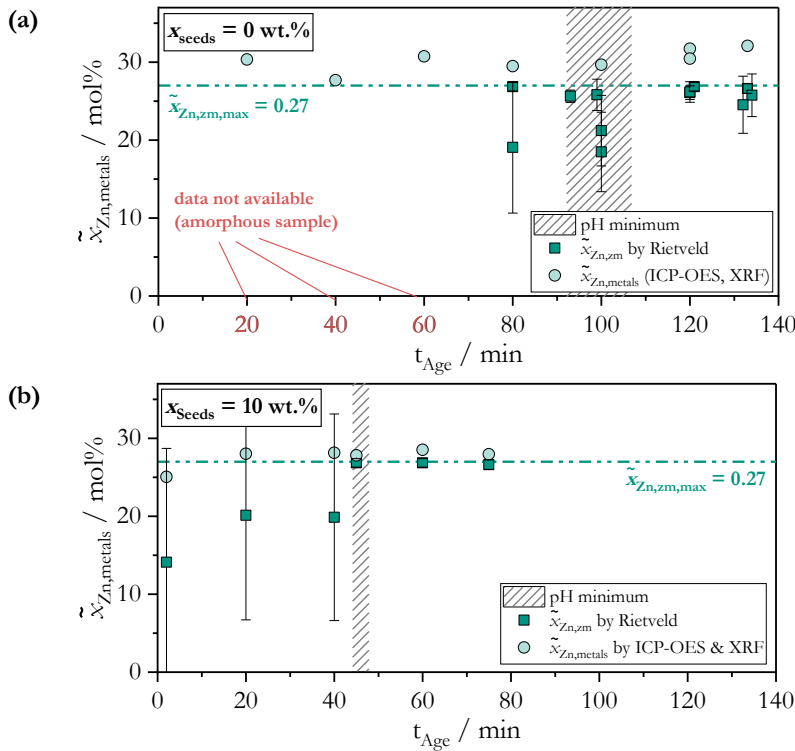 (a)
x_seeds = 0 wt.%
x̃_Zn,zm,max = 0.27
data not available
(amorphous sample)
pH minimum
x̃_Zn,zm by Rietveld
x̃_Zn,metals (ICP-OES, XRF)
x̃_Zn,metals / mol%
30
20
10
0
0 20 40 60 80 100 120 140
t_Age / min
(b)
x_Seeds = 10 wt.%
x̃_Zn,zm,max = 0.27
pH minimum
x̃_Zn,zm by Rietveld
x̃_Zn,metals by ICP-OES & XRF
x̃_Zn,metals / mol%
30
20
10
0
0 20 40 60 80 100 120 140
t_Age / min